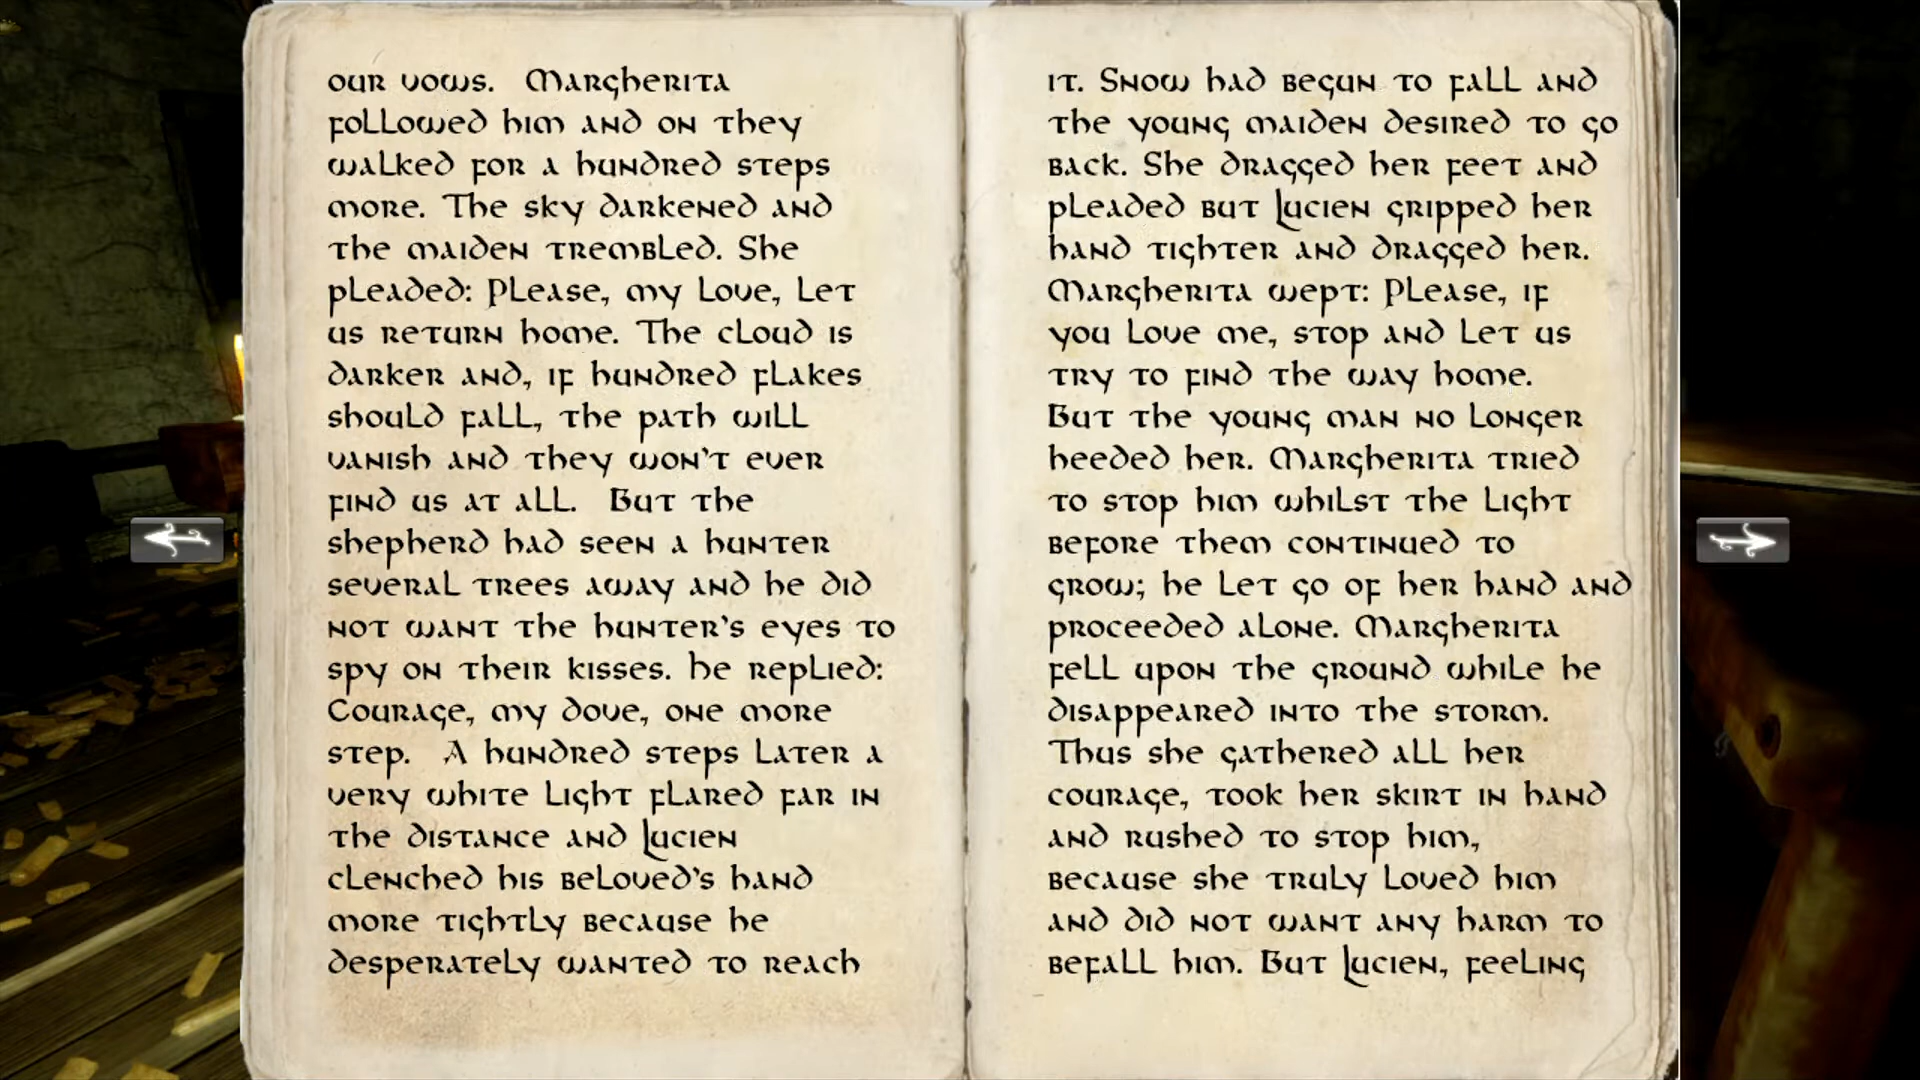 our vows.  Margherita
followed him and on they
walked for a hundred steps
more. The sky darkened and
the maiden trembled. She
pleaded: Please, my love, let
us return home. The cloud is
darker and, if hundred flakes
should fall, the path will
vanish and they won't ever
find us at all.  But the
shepherd had seen a hunter
several trees away and he did
not want the hunter's eyes to
spy on their kisses. He replied:
Courage, my dove, one more
step.  A hundred steps later a
very white light flared far in
the distance and Lucien
clenched his beloved's hand
more tightly because he
desperately wanted to reach
it. Snow had begun to fall and
the young maiden desired to go
back. She dragged her feet and
pleaded but Lucien gripped her
hand tighter and dragged her.
Margherita wept: Please, if
you love me, stop and let us
try to find the way home.
But the young man no longer
heeded her. Margherita tried
to stop him whilst the light
before them continued to
grow; he let go of her hand and
proceeded alone. Margherita
fell upon the ground while he
disappeared into the storm.
Thus she gathered all her
courage, took her skirt in hand
and rushed to stop him,
because she truly loved him
and did not want any harm to
befall him. But Lucien, feeling